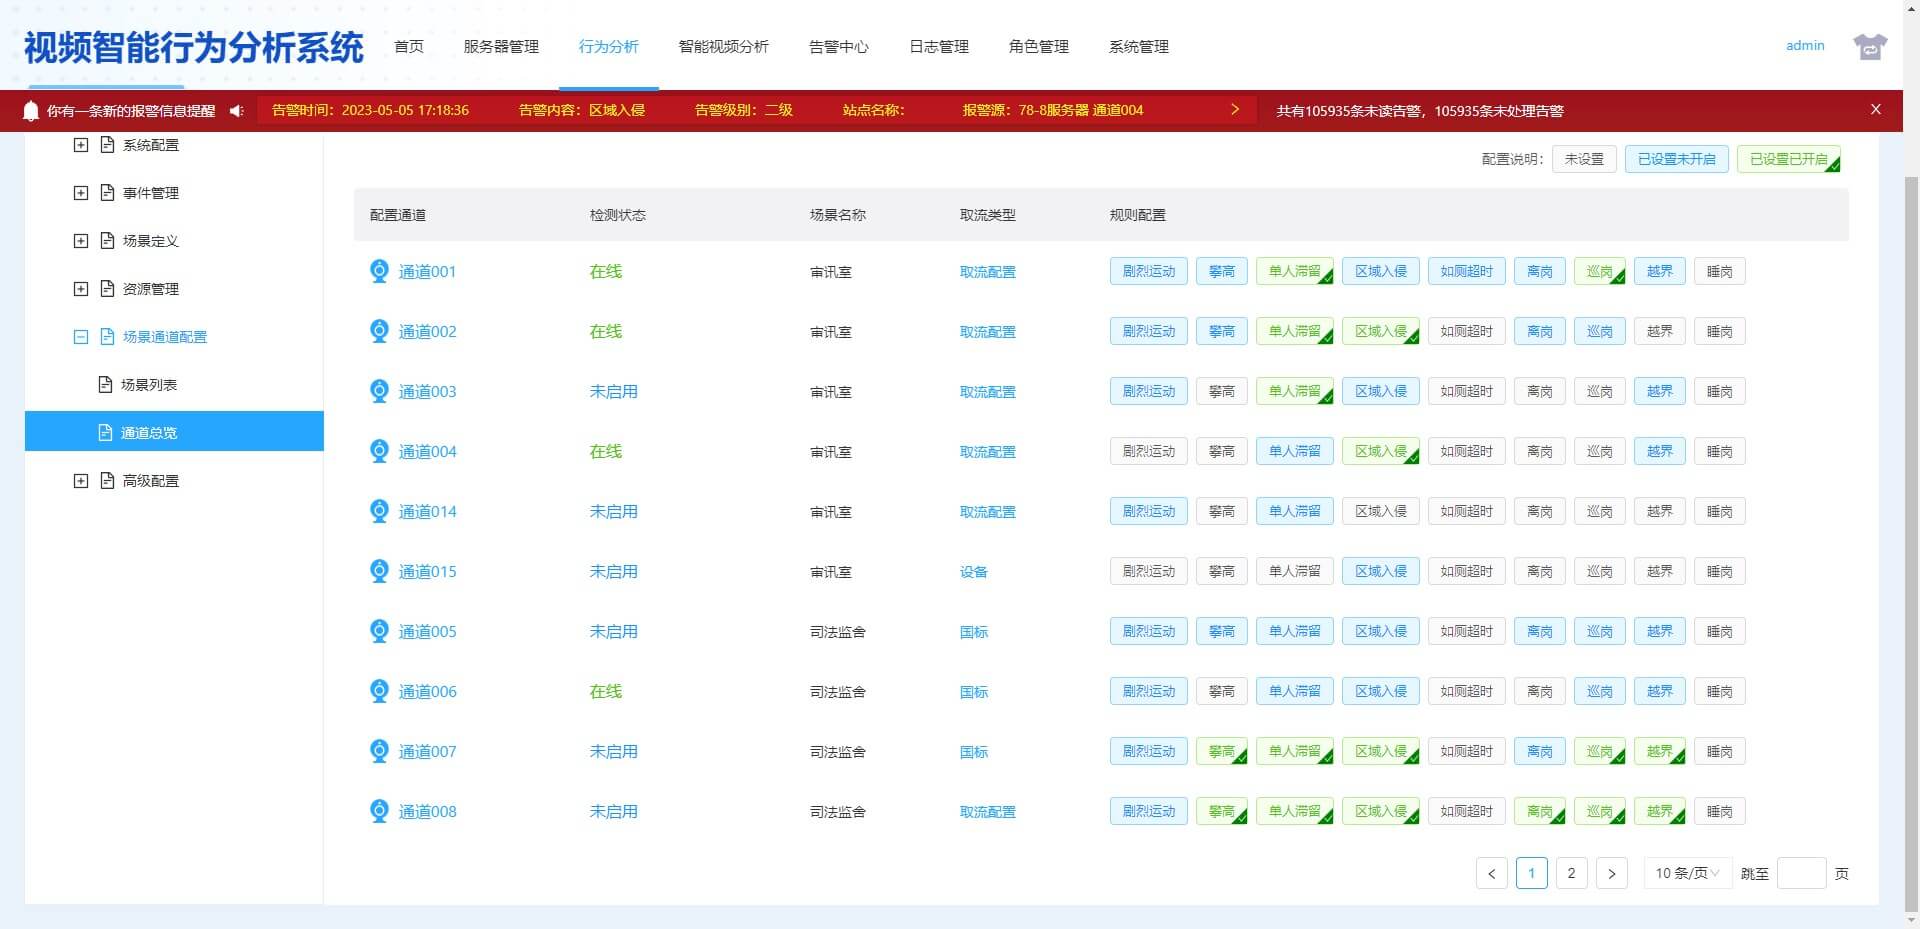 视频智能行为分析系统 首页 服务器管理 行为分析 智能视频分析 告警中心 日志管理 角色管理 系统管理 admin
你有一条新的报警信息提醒 告警时间：2023-05-05 17:18:36 告警内容：区域入侵 告警级别：二级 站点名称： 报警源：78-8服务器 通道004 > 共有105935条未读告警，105935条未处理告警 X
系统配置
事件管理
场景定义
资源管理
场景通道配置
场景列表
通道总览
高级配置
配置说明： 未设置 已设置未开启 已设置已开启
配置通道 检测状态 场景名称 取流类型 规则配置
通道001 在线 审讯室 取流配置 剧烈运动 攀高 单人滞留 区域入侵 如厕超时 离岗 巡岗 越界 睡岗
通道002 在线 审讯室 取流配置 剧烈运动 攀高 单人滞留 区域入侵 如厕超时 离岗 巡岗 越界 睡岗
通道003 未启用 审讯室 取流配置 剧烈运动 攀高 单人滞留 区域入侵 如厕超时 离岗 巡岗 越界 睡岗
通道004 在线 审讯室 取流配置 剧烈运动 攀高 单人滞留 区域入侵 如厕超时 离岗 巡岗 越界 睡岗
通道014 未启用 审讯室 取流配置 剧烈运动 攀高 单人滞留 区域入侵 如厕超时 离岗 巡岗 越界 睡岗
通道015 未启用 审讯室 设备 剧烈运动 攀高 单人滞留 区域入侵 如厕超时 离岗 巡岗 越界 睡岗
通道005 未启用 司法监舍 国标 剧烈运动 攀高 单人滞留 区域入侵 如厕超时 离岗 巡岗 越界 睡岗
通道006 在线 司法监舍 国标 剧烈运动 攀高 单人滞留 区域入侵 如厕超时 离岗 巡岗 越界 睡岗
通道007 未启用 司法监舍 国标 剧烈运动 攀高 单人滞留 区域入侵 如厕超时 离岗 巡岗 越界 睡岗
通道008 未启用 司法监舍 取流配置 剧烈运动 攀高 单人滞留 区域入侵 如厕超时 离岗 巡岗 越界 睡岗
< 1 2 > 10 条/页 跳至 页